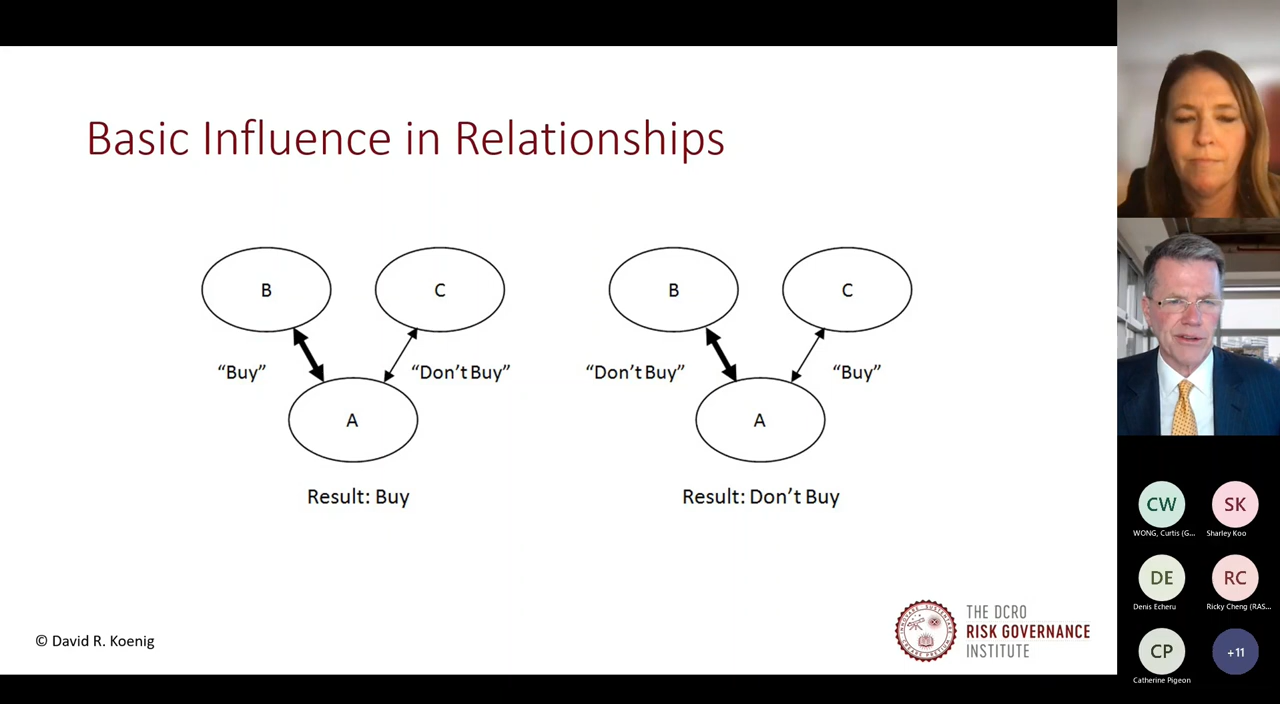 Basic Influence in Relationships
B
C
B
C
“Buy”
“Don’t Buy”
“Don’t Buy”
“Buy”
A
A
Result: Buy
Result: Don’t Buy
© David R. Koenig
THE DCRO
RISK GOVERNANCE
INSTITUTE
CW
SK
WONG, Curtis (G...
Sharley Koo
DE
RC
Denis Echeru
Ricky Cheng (RAS...
CP
+11
Catherine Pigeon